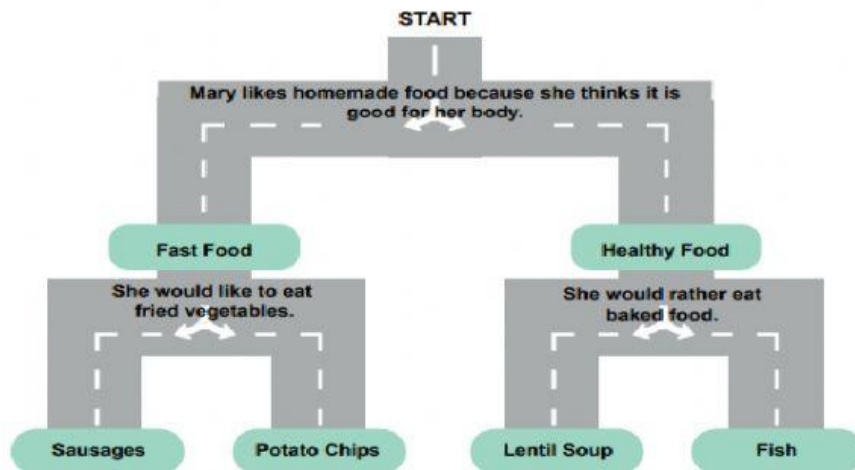 START
Mary likes homemade food because she thinks it is
good for her body.
Fast Food
Healthy Food
She would like to eat
fried vegetables.
She would rather eat
baked food.
Sausages
Potato Chips
Lentil Soup
Fish